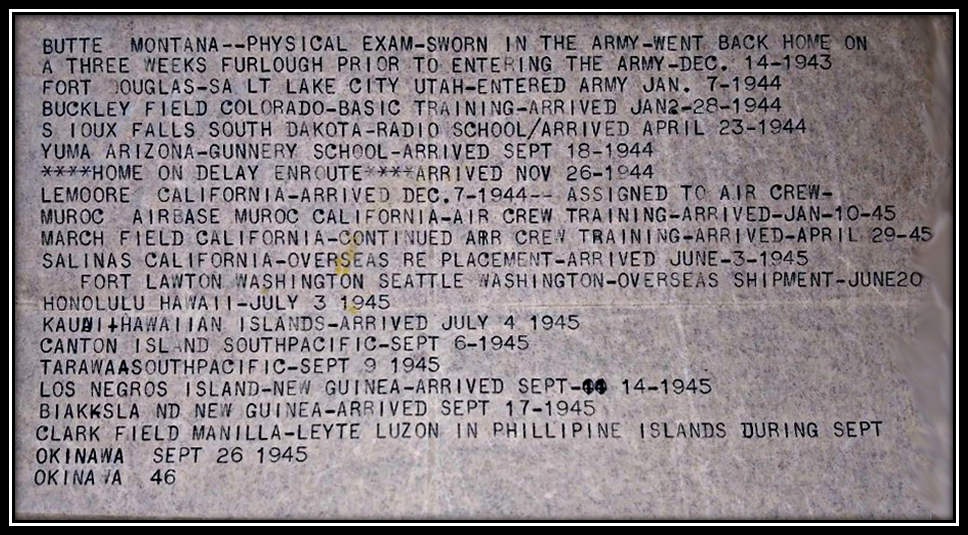 BUTTE MONTANA--PHYSICAL EXAM-SWORN IN THE ARMY-WENT BACK HOME ON
A THREE WEEKS FURLOUGH PRIOR TO ENTERING THE ARMY-DEC. 14-1943
FORT DOUGLAS-SA LT LAKE CITY UTAH-ENTERED ARMY JAN. 7-1944
BUCKLEY FIELD COLORADO-BASIC TRAINING-ARRIVED JAN2-28-1944
S IOUX FALLS SOUTH DAKOTA-RADIO SCHOOL/ARRIVED APRIL 23-1944
YUMA ARIZONA-GUNNERY SCHOOL-ARRIVED SEPT 18-1944
****HOME ON DELAY ENROUTE****ARRIVED NOV 26-1944
LEMOORE CALIFORNIA-ARRIVED DEC.7-1944-- ASSIGNED TO AIR CREW-
MUROC AIRBASE MUROC CALIFORNIA-AIR CREW TRAINING-ARRIVED-JAN-10-45
MARCH FIELD CALIFORNIA-CONTINUED AIR CREW TRAINING-ARRIVED-APRIL 29-45
SALINAS CALIFORNIA-OVERSEAS RE PLACEMENT-ARRIVED JUNE-3-1945
FORT LAWTON WASHINGTON SEATTLE WASHINGTON-OVERSEAS SHIPMENT-JUNE20
HONOLULU HAWAII-JULY 3 1945
KAUAI+HAWAIIAN ISLANDS-ARRIVED JULY 4 1945
CANTON ISLAND SOUTHPACIFIC-SEPT 6-1945
TARAWAASOUTHPACIFIC-SEPT 9 1945
LOS NEGROS ISLAND-NEW GUINEA-ARRIVED SEPT- 14-1945
BIAKKSLA ND NEW GUINEA-ARRIVED SEPT 17-1945
CLARK FIELD MANILLA-LEYTE LUZON IN PHILLIPINE ISLANDS DURING SEPT
OKINAWA SEPT 26 1945
OKINAWA 46